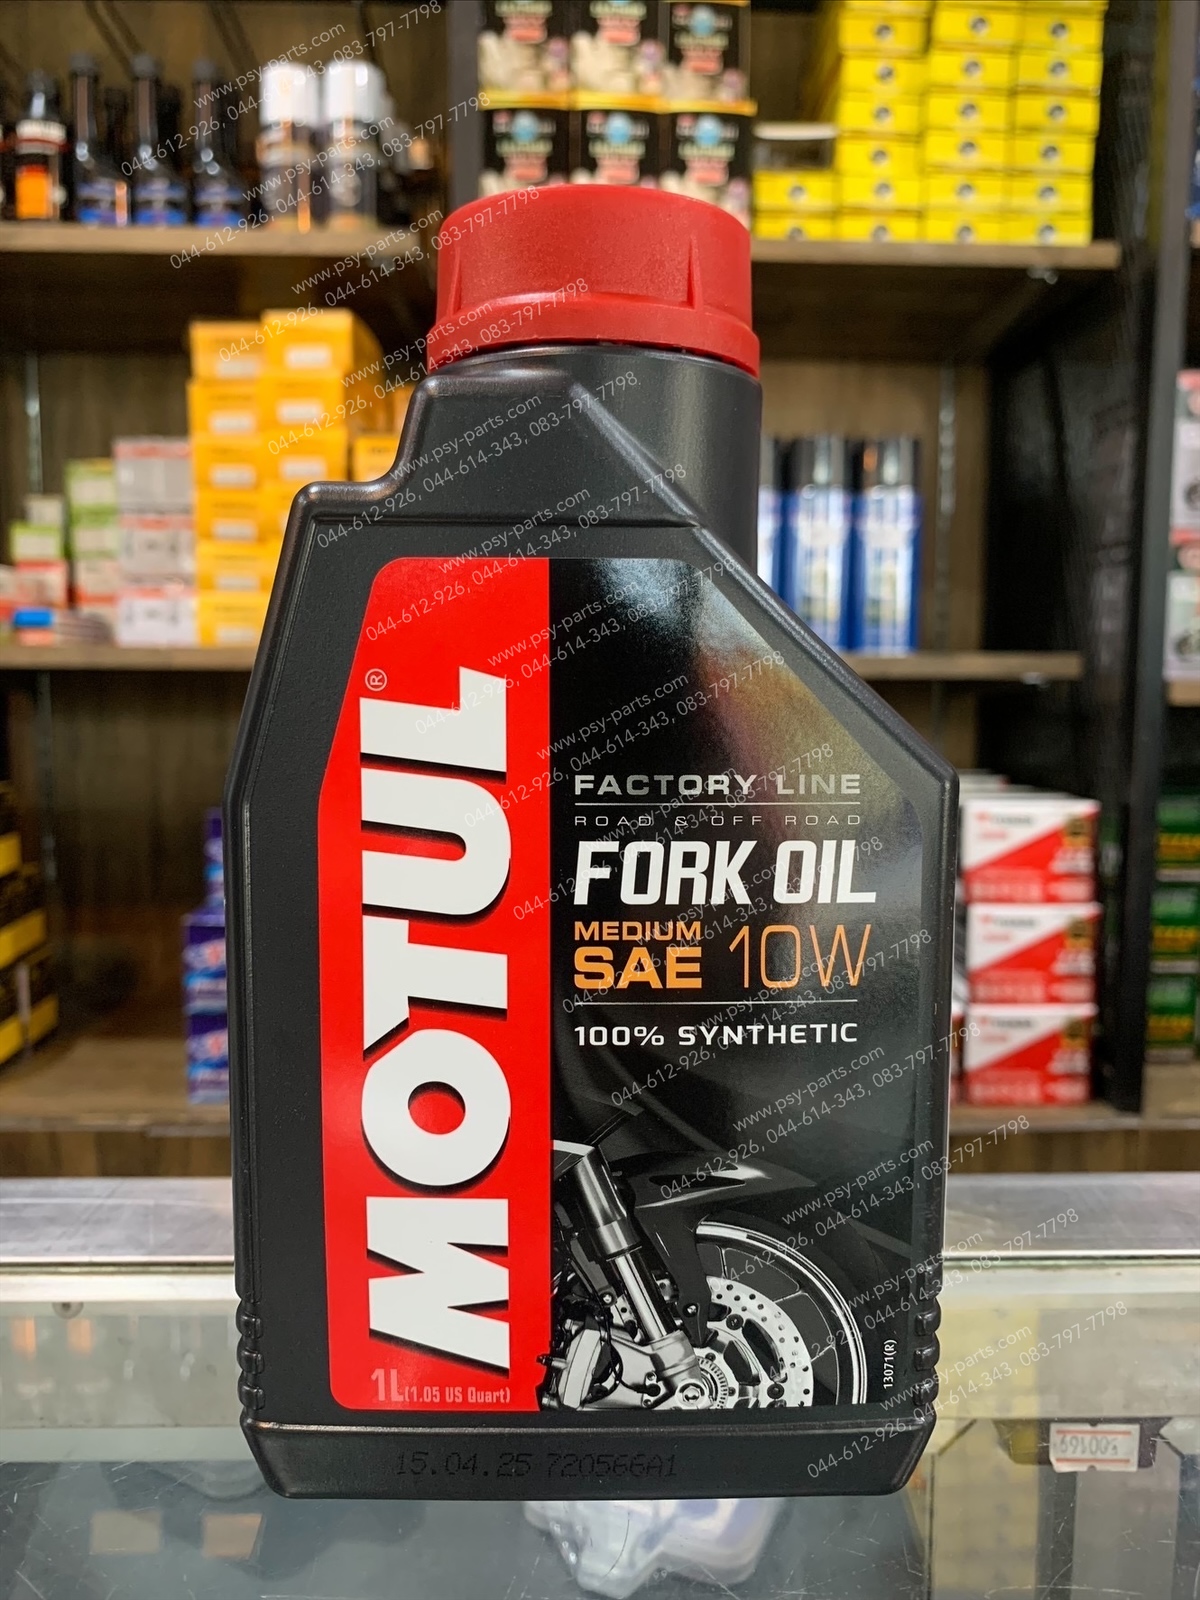 MOTUL®
FACTORY LINE
ROAD & OFF ROAD
FORK OIL
MEDIUM
SAE 10W
100% SYNTHETIC
13071(R)
1L(1.05 US Quart)
15.04.25 720566A1
www.psy-parts.com
044-612-926, 044-614-343, 083-797-7798